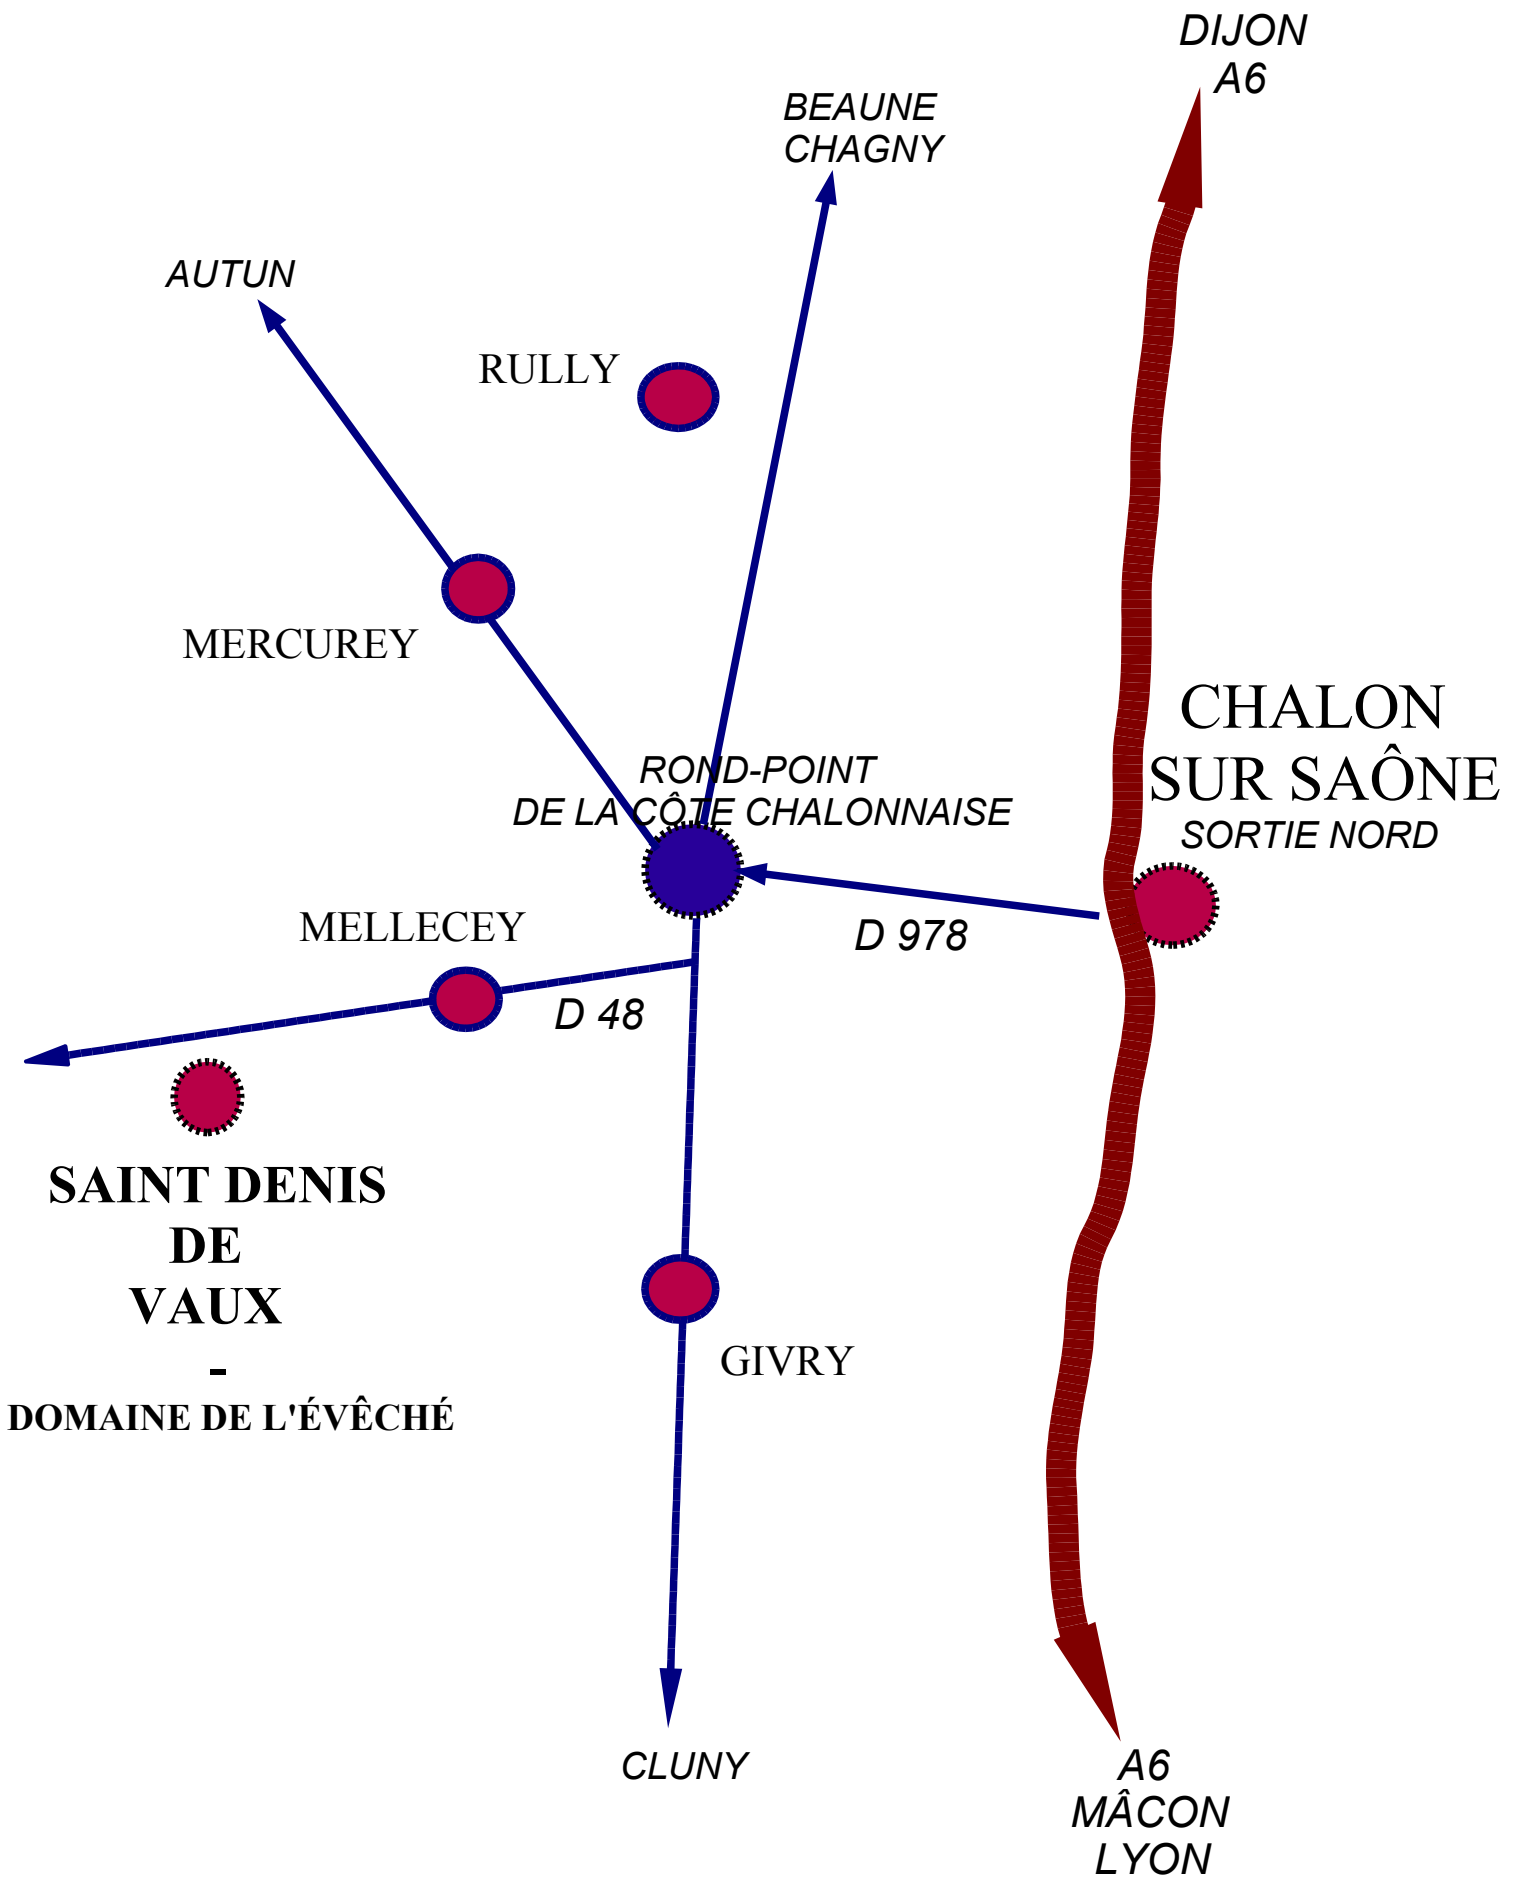 DIJON
A6
BEAUNE
CHAGNY
AUTUN
RULLY
MERCUREY
CHALON
SUR SAÔNE
SORTIE NORD
ROND-POINT
DE LA CÔTE CHALONNAISE
MELLECEY
D 978
D 48
SAINT DENIS
DE
VAUX
-
DOMAINE DE L'ÉVÊCHÉ
GIVRY
CLUNY
A6
MÂCON
LYON